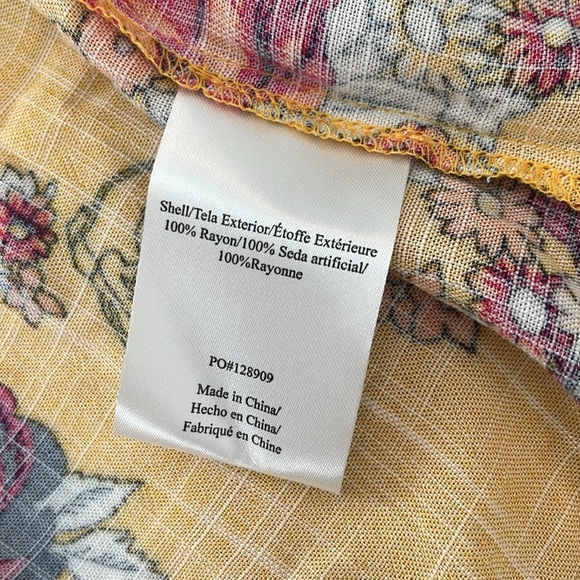 Shell/Tela Exterior/Étoffe Extérieure
100% Rayon/100% Seda artificial/
100%Rayonne
PO#128909
Made in China/
Hecho en China/
Fabriqué en Chine